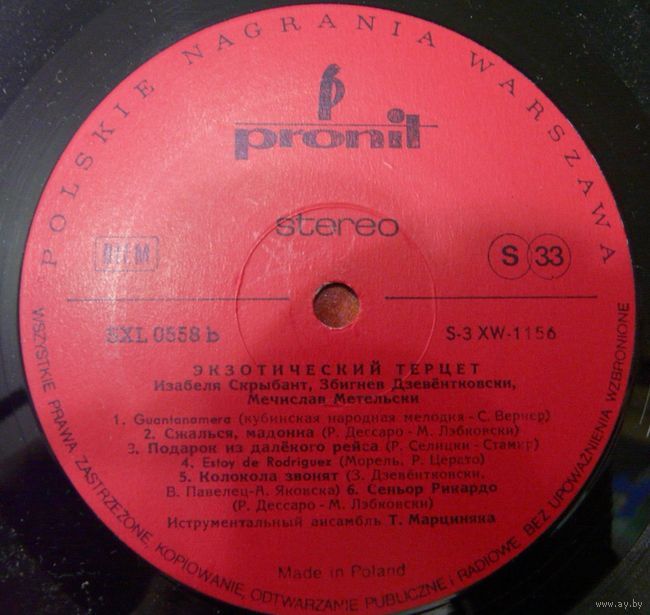 POLSKIE NAGRANIA WARSZAWA
pronit
stereo
BIEM
S 33
SXL 0558 b
S-3 XW-1156
ЭКЗОТИЧЕСКИЙ ТЕРЦЕТ
Изабеля Скрыбант, Збигнев Дзевёнтковски,
Мечислав Метельски
1. Guantanamera (кубинская народная мелодия - С. Вернер)
2. Сжалься, мадонна (Р. Дессаро - М. Лэбковски)
3. Подарок из далёкого рейса (Р. Селицки - Стамир)
4. Estoy de Rodriguez (Морель, Р. Церато)
5. Колокола звонят (З. Дзевёнтковски,
В. Павелец-А. Яковска) 6. Сеньор Рикардо
(Р. Дессаро - М. Лэбковски)
Иструментальный ансамбль Т. Марциняка
Made in Poland
WSZYSTKIE PRAWA ZASTRZEŻONE, KOPIOWANIE, ODTWARZANIE PUBLICZNE i RADIOWE BEZ UPOWAŻNIENIA WZBRONIONE
www.ay.by